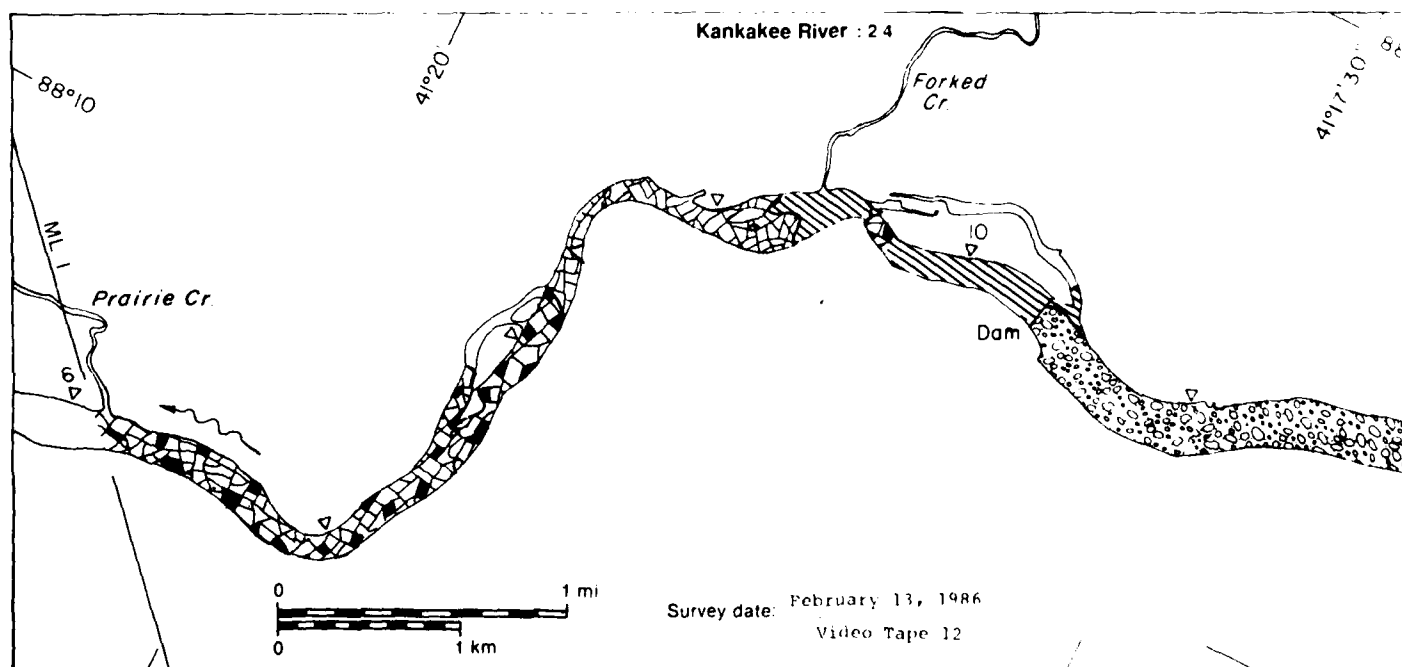 Kankakee River : 24
88°10
41°20'
Forked
Cr.
41°17'30"
ML 1
Prairie Cr.
6
10
Dam
0 1 mi
0 1 km
Survey date: February 13, 1986
Video Tape 12